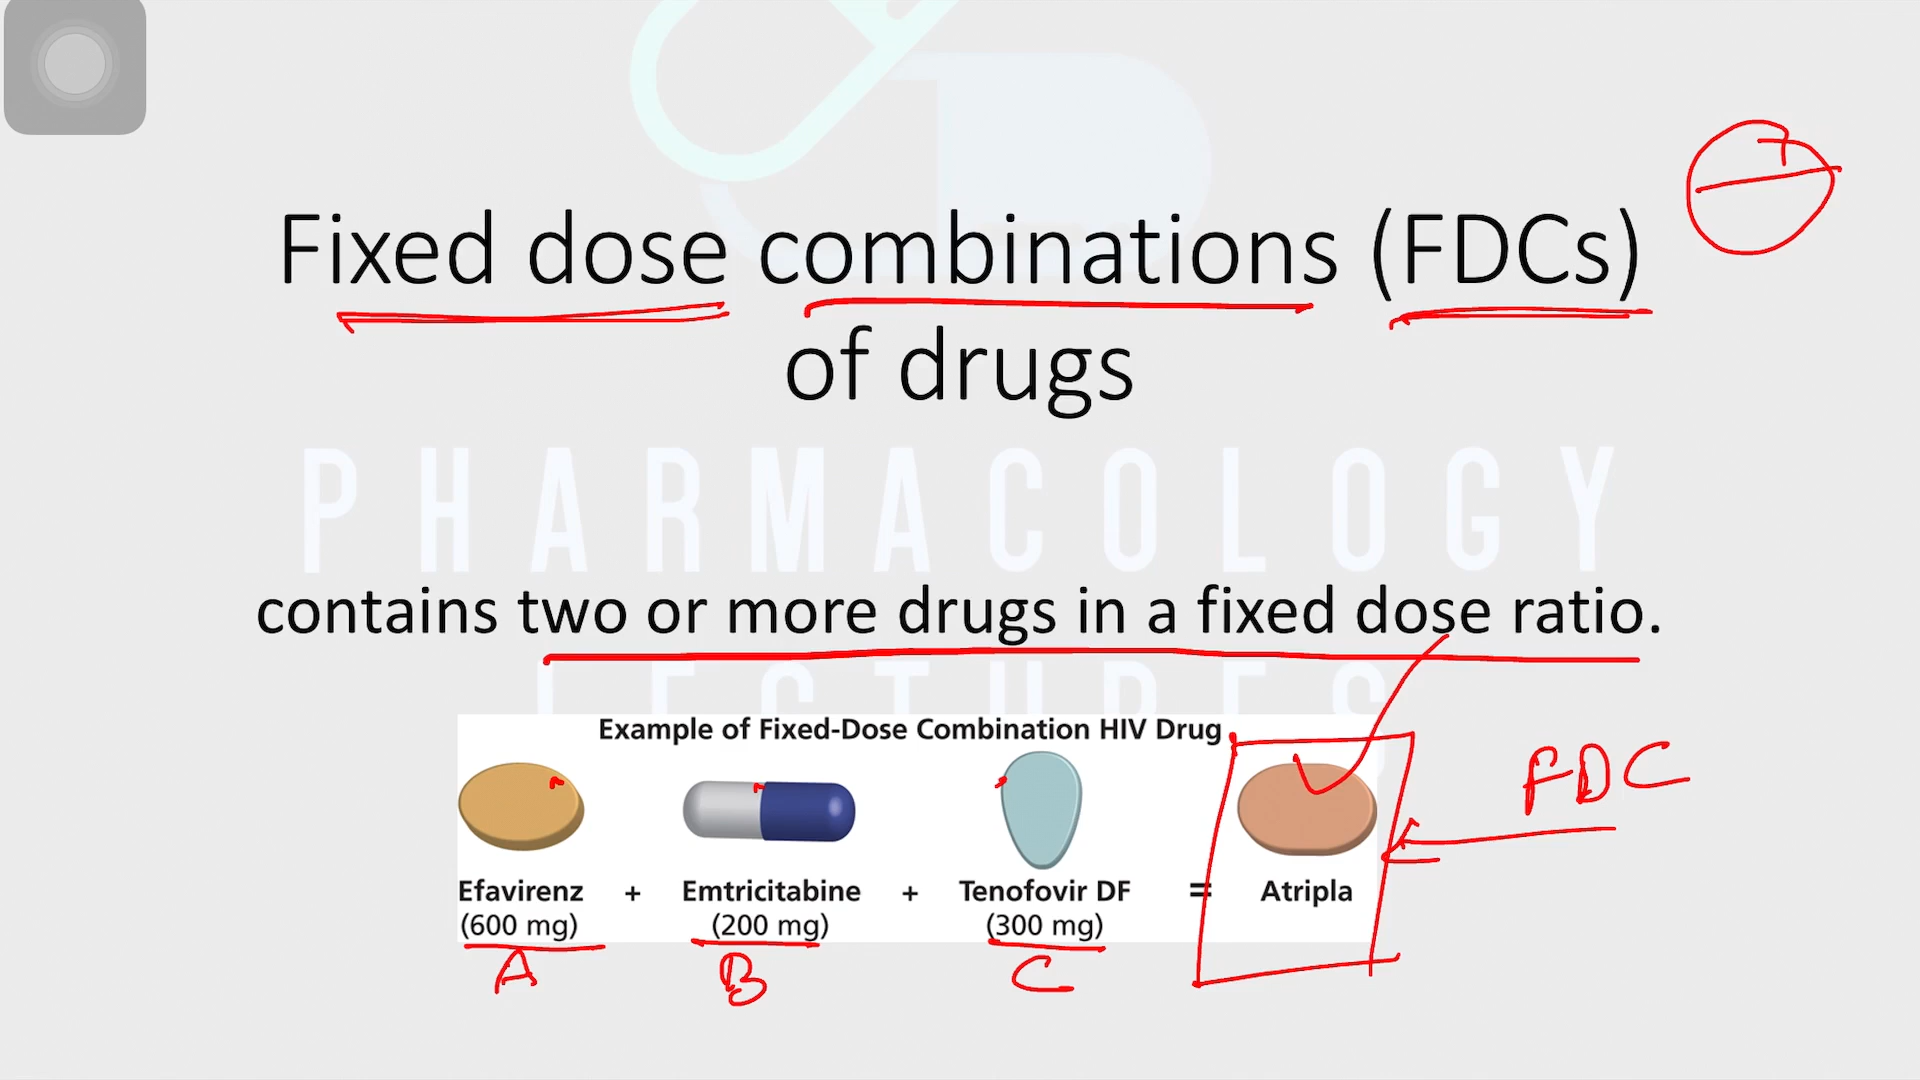 Fixed dose combinations (FDCs)
of drugs
PHARMACOLOGY
contains two or more drugs in a fixed dose ratio.
LECTURES
Example of Fixed-Dose Combination HIV Drug
FDC
Efavirenz + Emtricitabine + Tenofovir DF = Atripla
(600 mg) (200 mg) (300 mg)
A B C